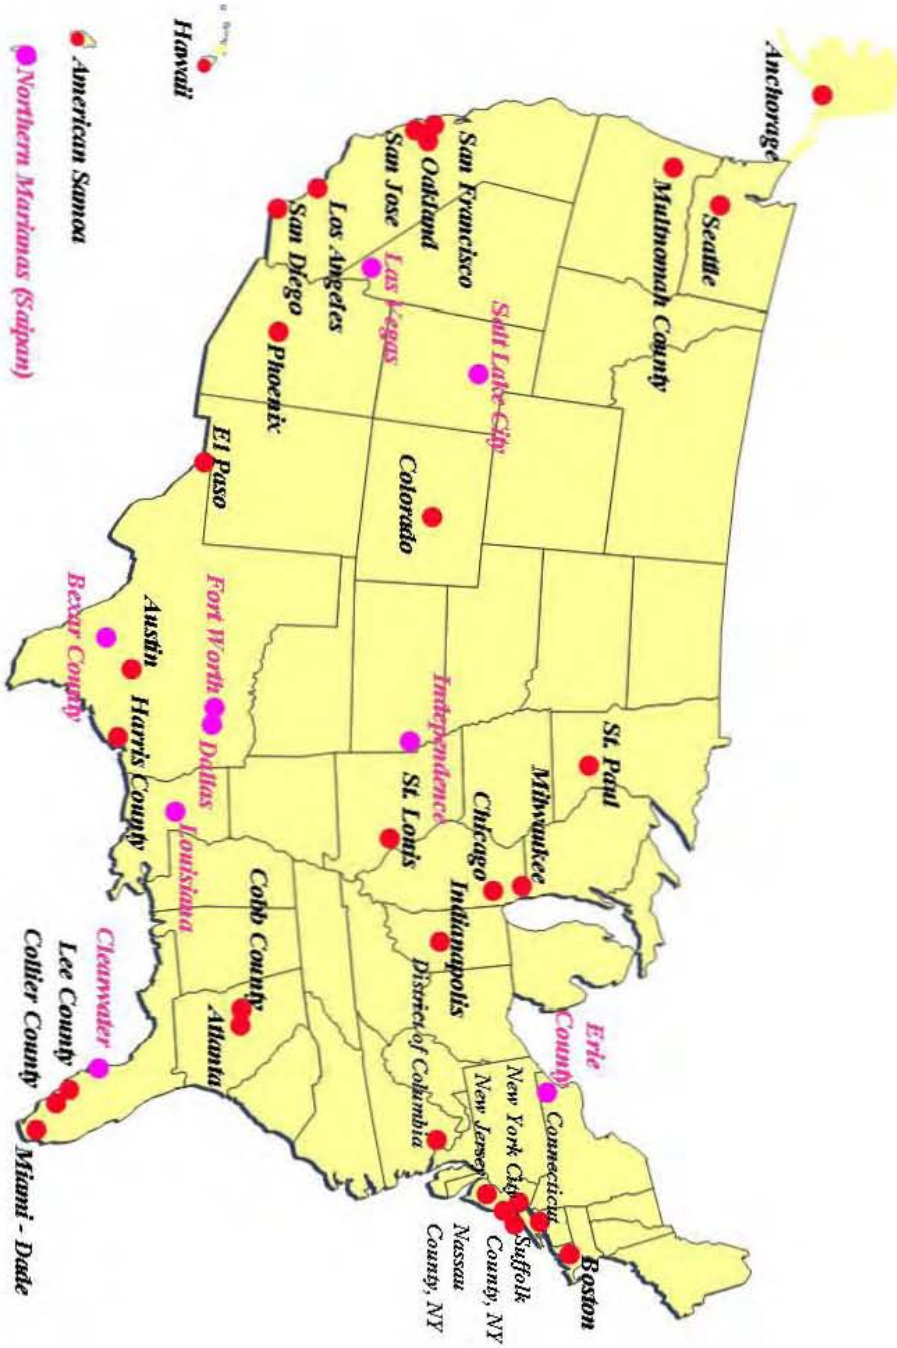 Anchorage
Seattle
Multnomah County
San Francisco
Oakland
San Jose
Los Angeles
San Diego
Las Vegas
Salt Lake City
Phoenix
El Paso
Colorado
Hawaii
American Samoa
Northern Marianas (Saipan)
Bexar County
Austin
Fort Worth
Dallas
Harris County
Louisiana
Independence
St. Louis
St. Paul
Milwaukee
Chicago
Indianapolis
Cobb County
Atlanta
Clearwater
Lee County
Collier County
Miami - Dade
District of Columbia
Erie
County
Connecticut
New York City
New Jersey
Boston
Suffolk
County, NY
Nassau
County, NY